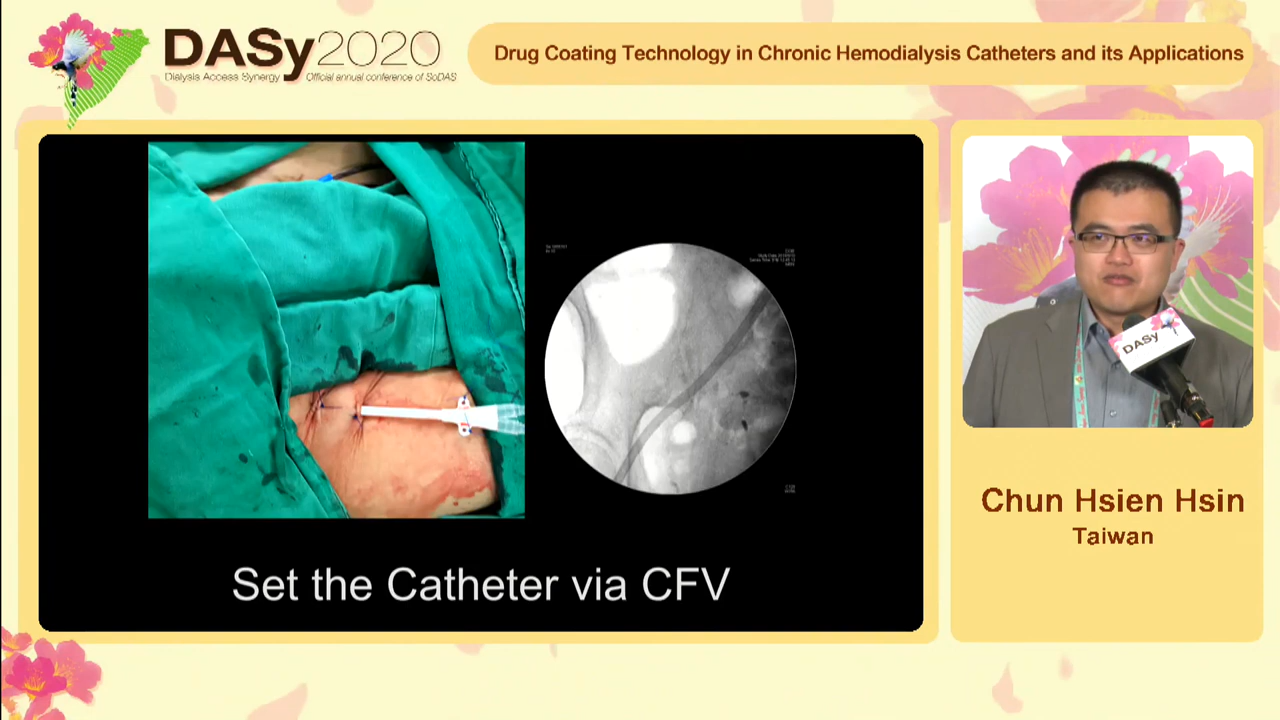 DASy2020
Dialysis Access Synergy Official annual conference of SoDAS
Drug Coating Technology in Chronic Hemodialysis Catheters and its Applications
DASy
Set the Catheter via CFV
Chun Hsien Hsin
Taiwan